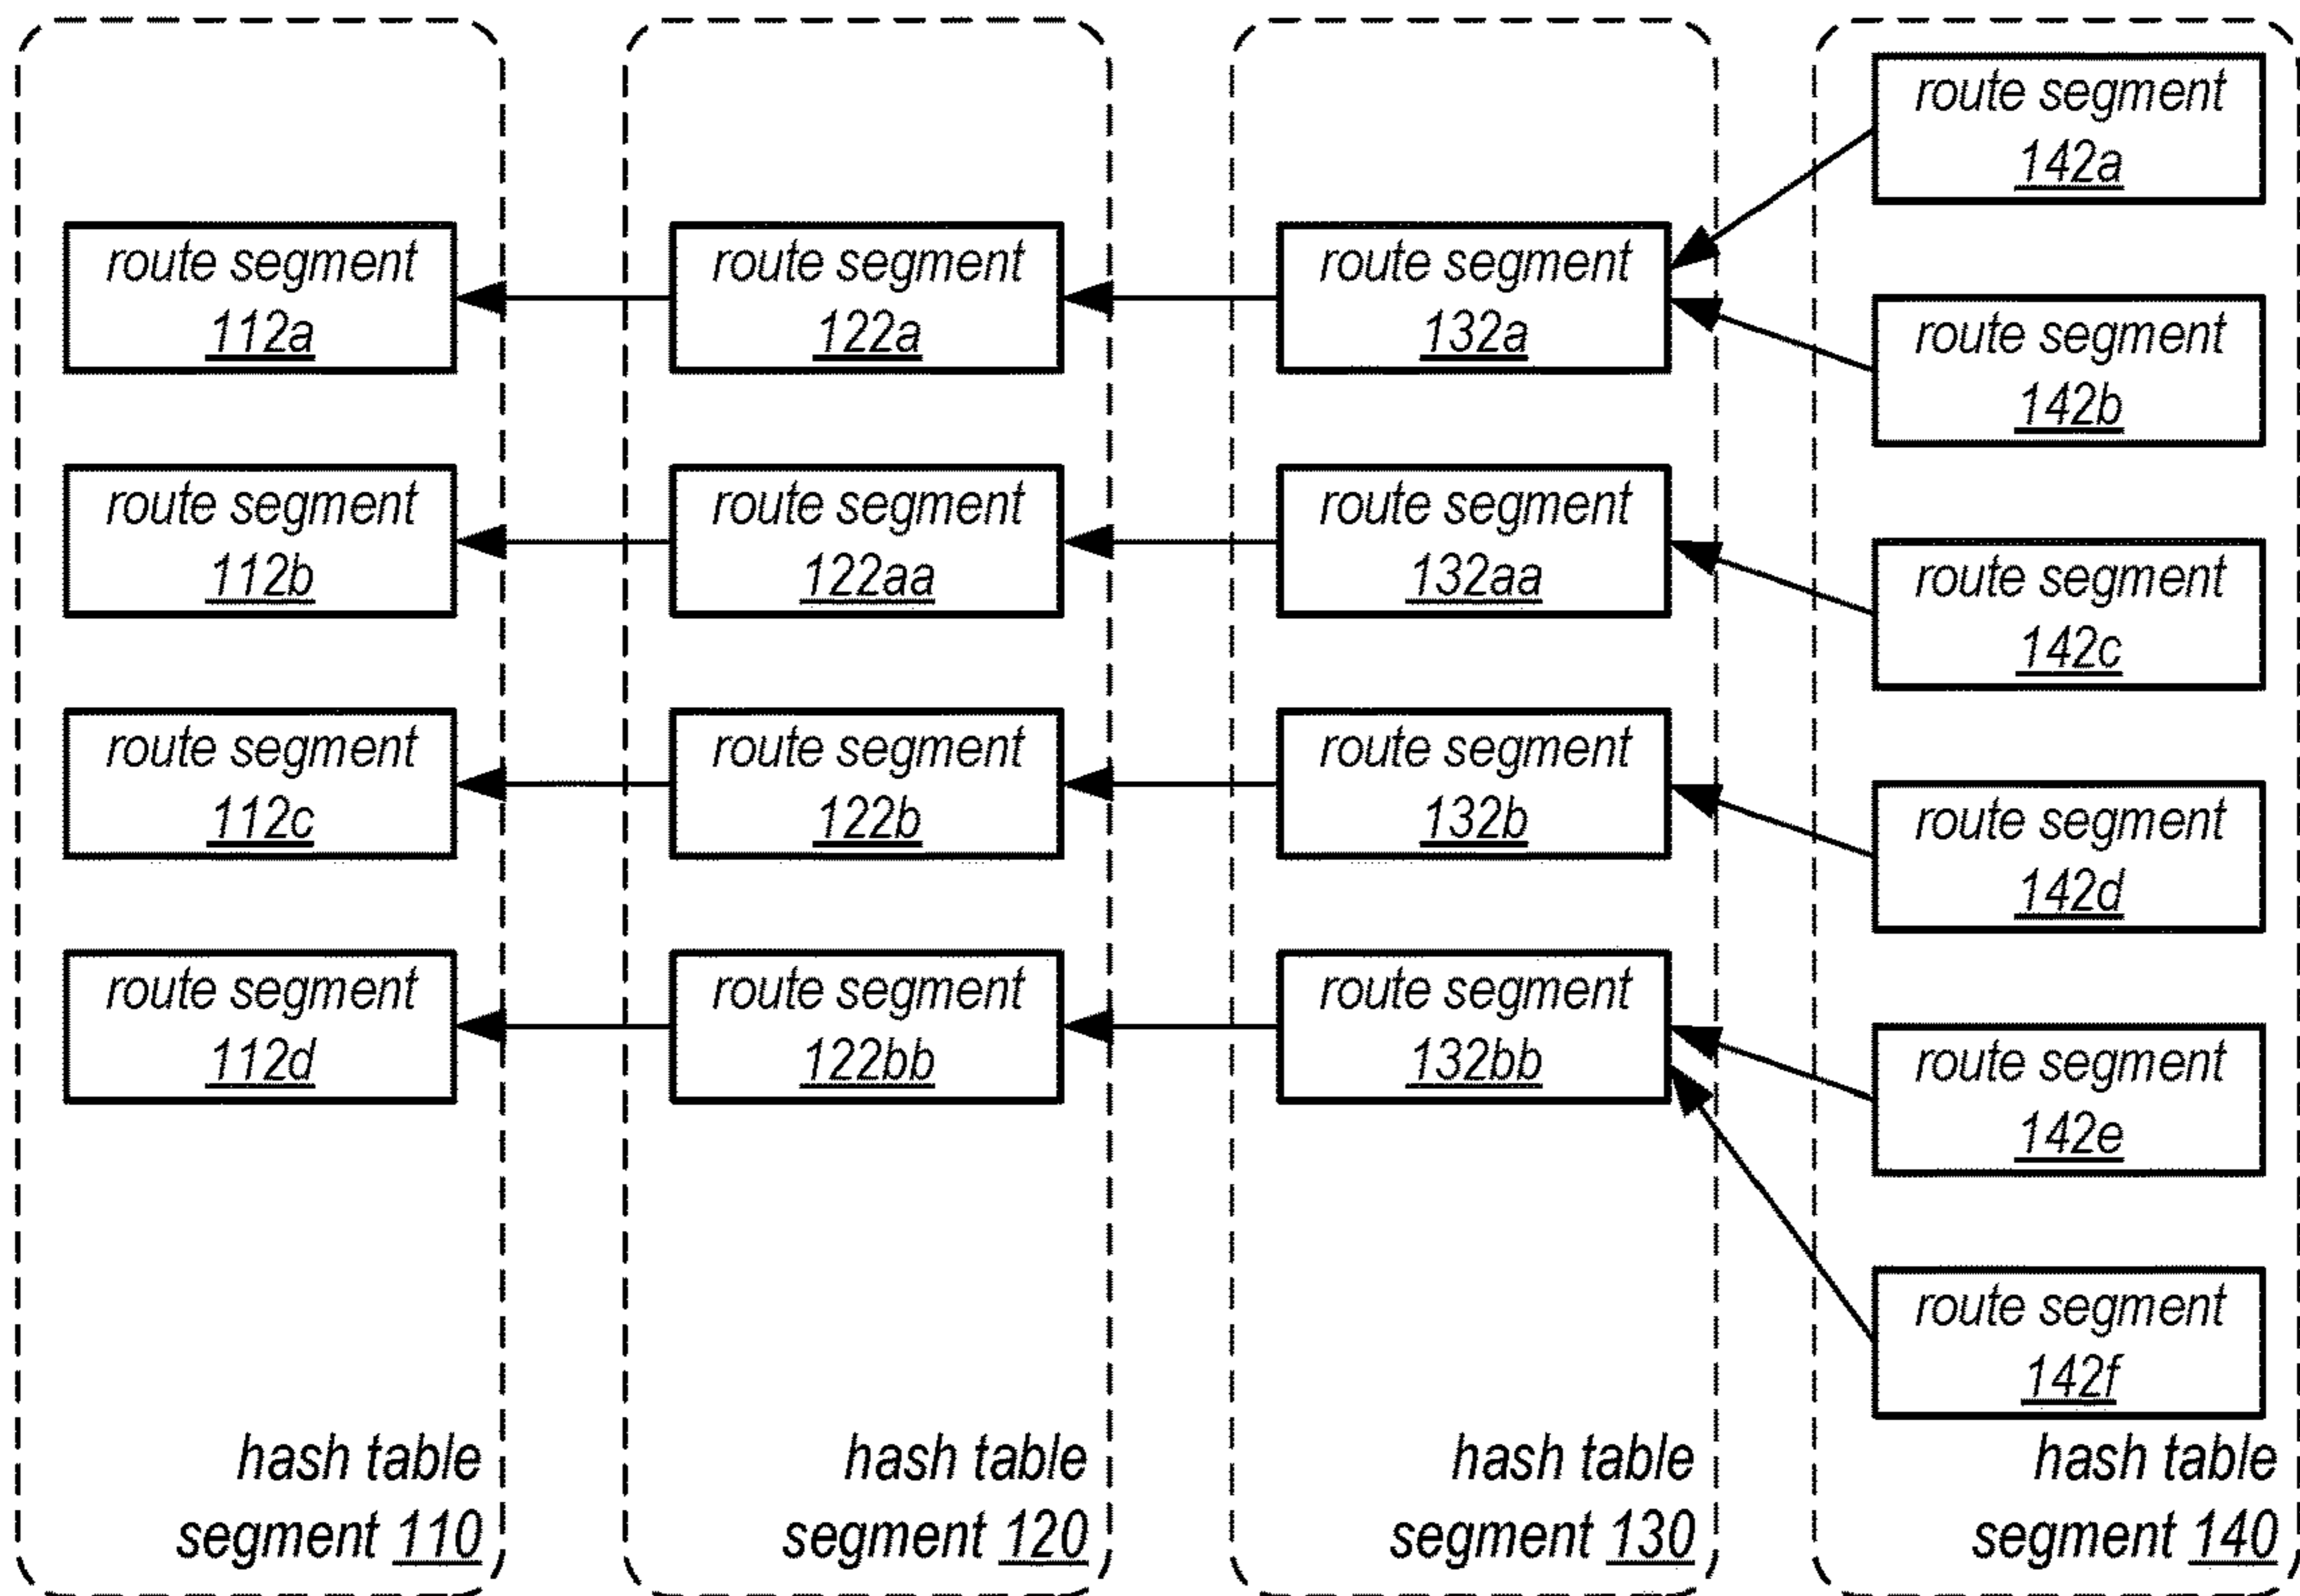 route segment
112a
route segment
112b
route segment
112c
route segment
112d
hash table
segment 110
route segment
122a
route segment
122aa
route segment
122b
route segment
122bb
hash table
segment 120
route segment
132a
route segment
132aa
route segment
132b
route segment
132bb
hash table
segment 130
route segment
142a
route segment
142b
route segment
142c
route segment
142d
route segment
142e
route segment
142f
hash table
segment 140